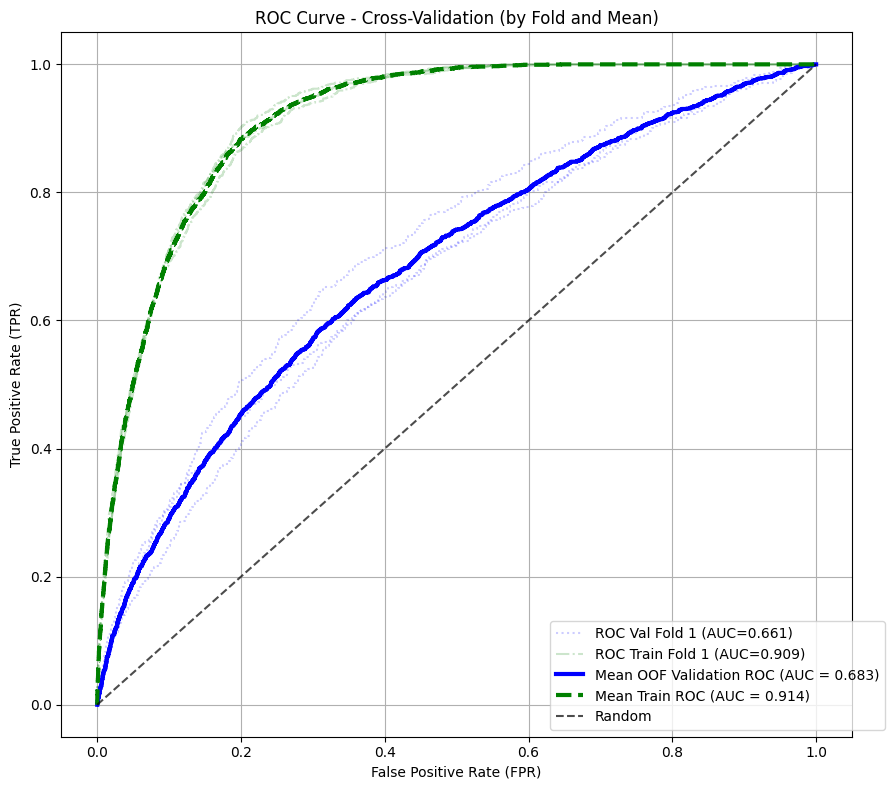 ROC Curve - Cross-Validation (by Fold and Mean)
True Positive Rate (TPR)
1.0
0.8
0.6
0.4
0.2
0.0
0.0 0.2 0.4 0.6 0.8 1.0
False Positive Rate (FPR)
ROC Val Fold 1 (AUC=0.661)
ROC Train Fold 1 (AUC=0.909)
Mean OOF Validation ROC (AUC = 0.683)
Mean Train ROC (AUC = 0.914)
Random